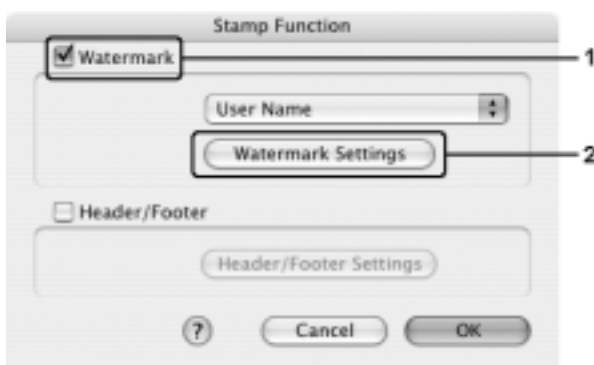 Stamp Function
Watermark
1
User Name
Watermark Settings
2
Header/Footer
Header/Footer Settings
?
Cancel
OK